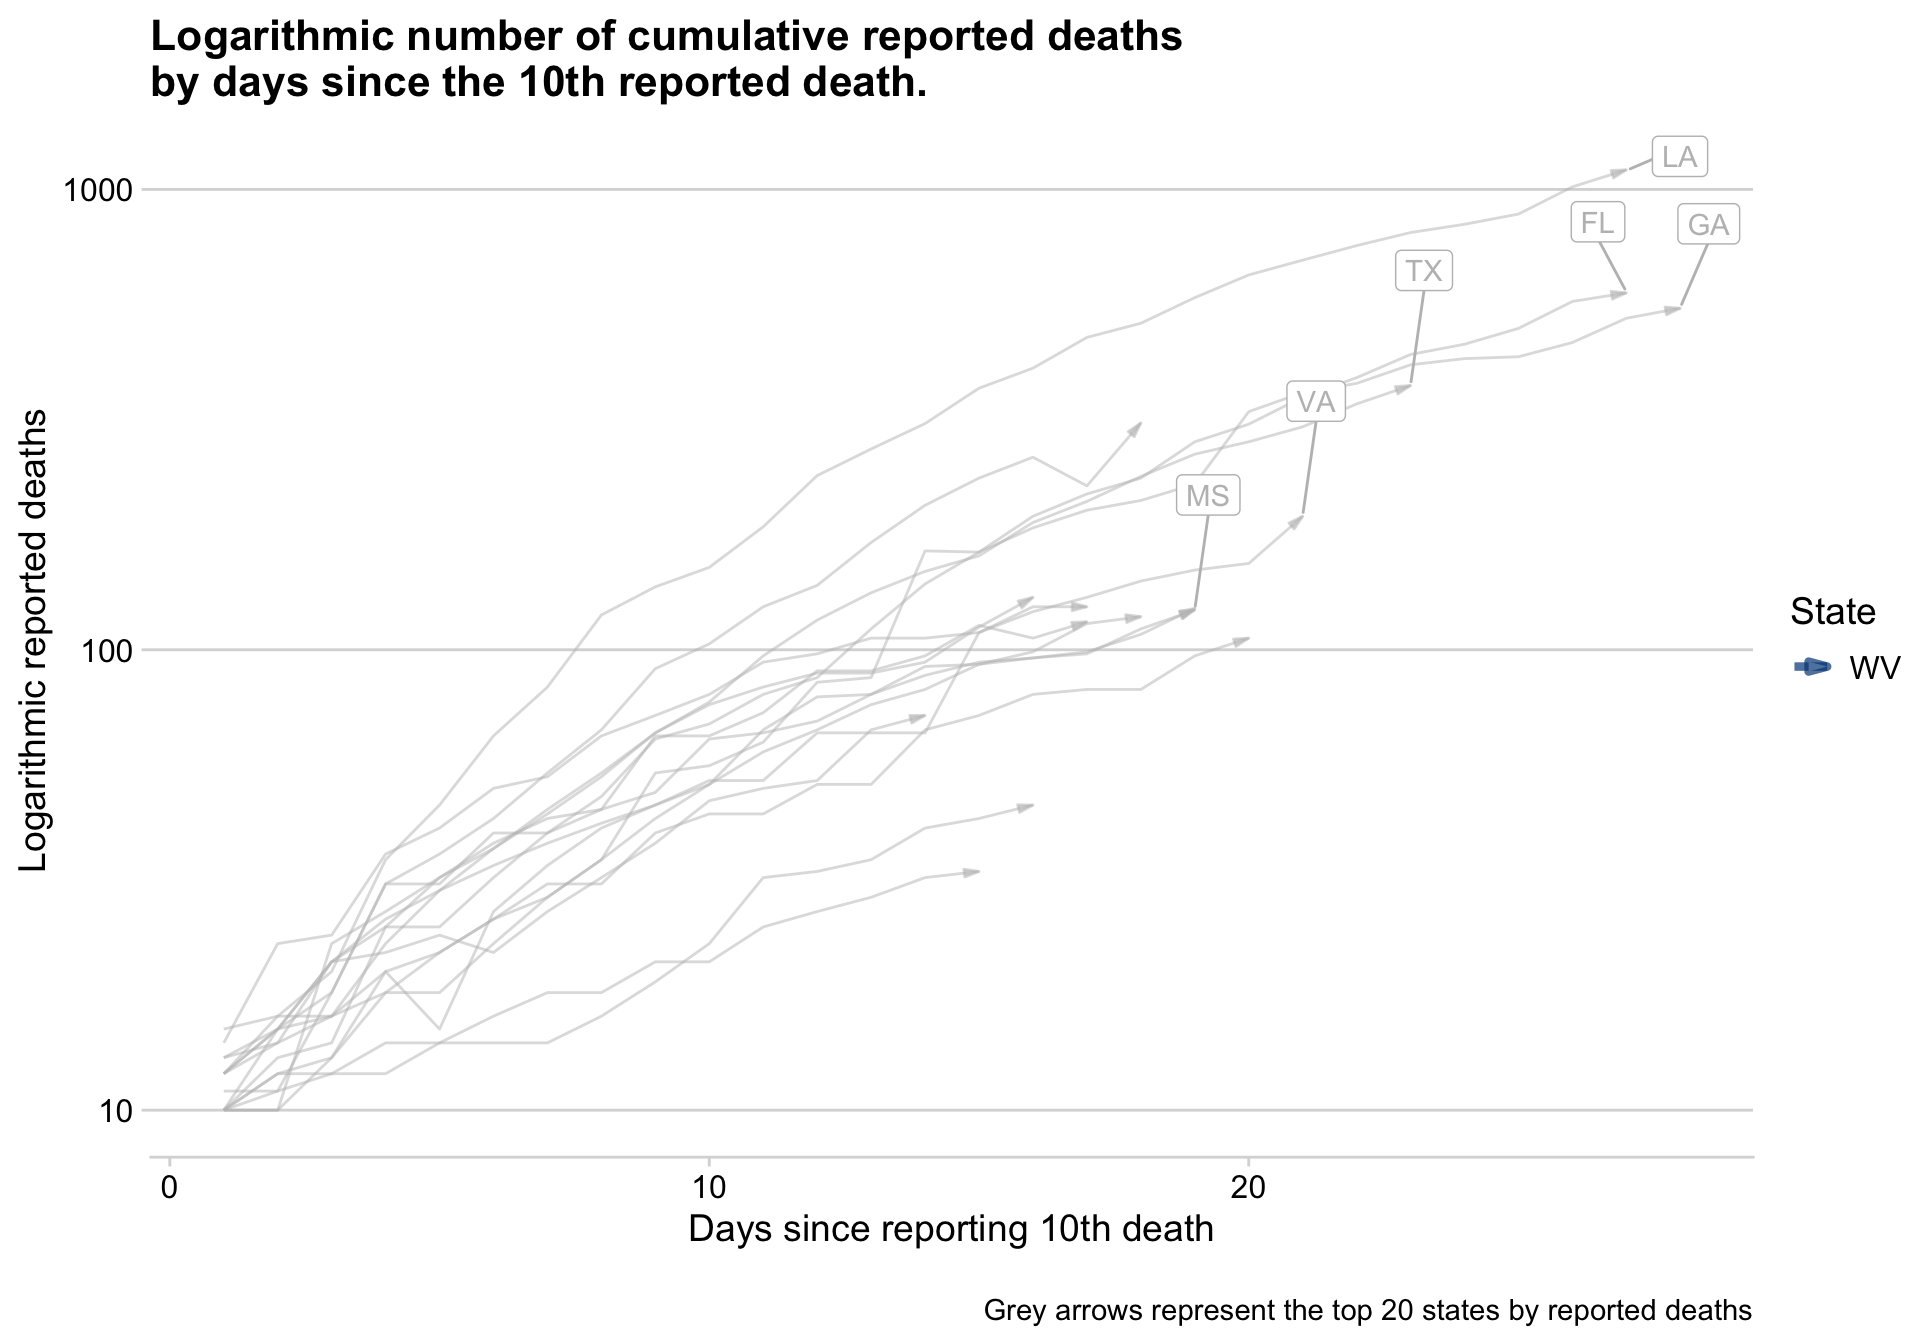 Logarithmic number of cumulative reported deaths
by days since the 10th reported death.
Logarithmic reported deaths
1000
100
10
LA
FL
GA
TX
VA
MS
State
WV
0
10
20
Days since reporting 10th death
Grey arrows represent the top 20 states by reported deaths